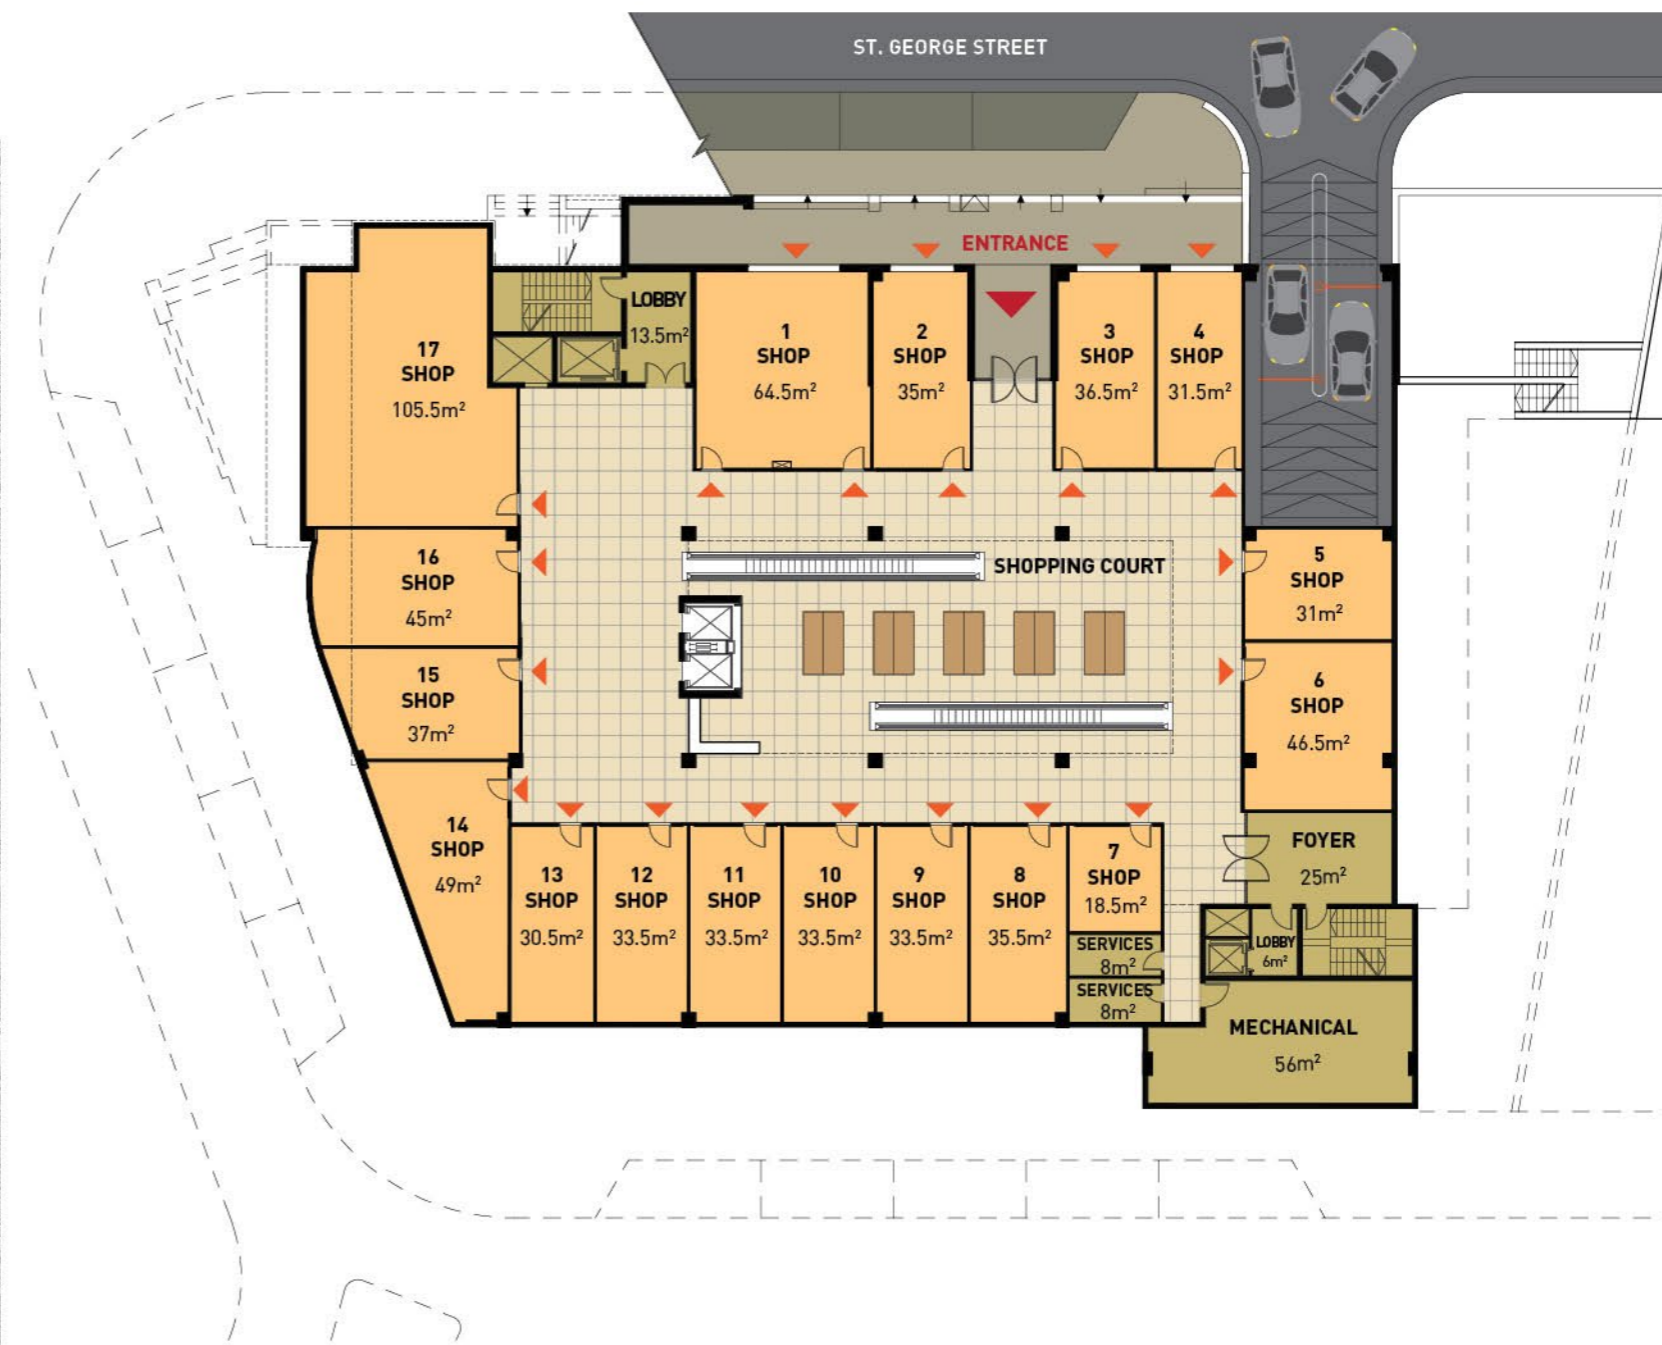 ST. GEORGE STREET
ENTRANCE
LOBBY
13.5m²
1
SHOP
64.5m²
2
SHOP
35m²
3
SHOP
36.5m²
4
SHOP
31.5m²
17
SHOP
105.5m²
16
SHOP
45m²
SHOPPING COURT
5
SHOP
31m²
15
SHOP
37m²
6
SHOP
46.5m²
14
SHOP
49m²
13
SHOP
30.5m²
12
SHOP
33.5m²
11
SHOP
33.5m²
10
SHOP
33.5m²
9
SHOP
33.5m²
8
SHOP
35.5m²
7
SHOP
18.5m²
SERVICES
8m²
SERVICES
8m²
FOYER
25m²
LOBBY
6m²
MECHANICAL
56m²